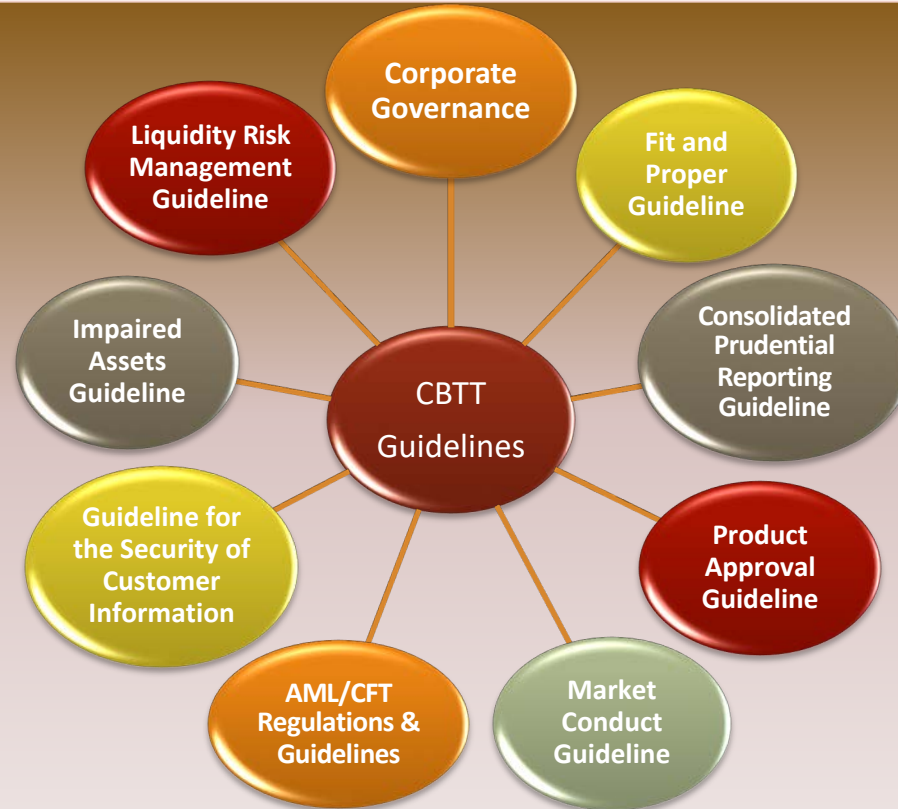 Corporate
Governance
Fit and
Proper
Guideline
Consolidated
Prudential
Reporting
Guideline
Product
Approval
Guideline
Market
Conduct
Guideline
AML/CFT
Regulations &
Guidelines
Guideline for
the Security of
Customer
Information
Impaired
Assets
Guideline
Liquidity Risk
Management
Guideline
CBTT
Guidelines